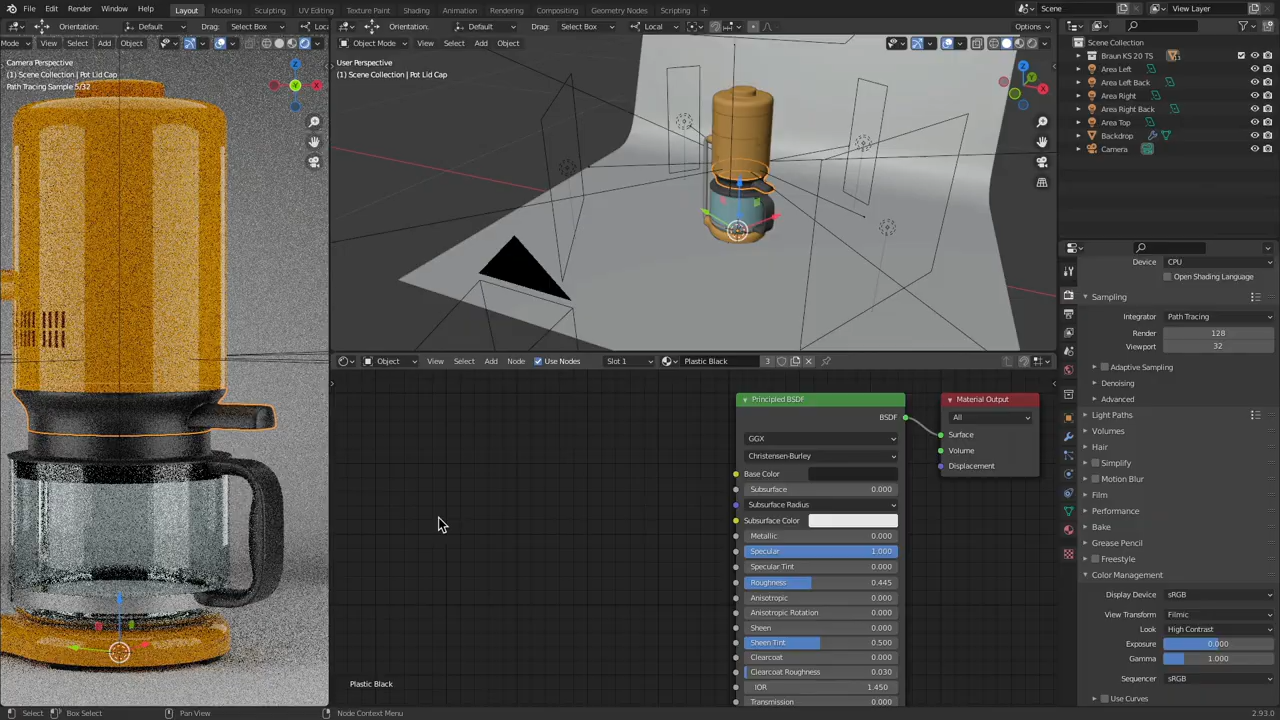 File Edit Render Window Help Layout Modeling Sculpting UV Editing Texture Paint Shading Animation Rendering Compositing Geometry Nodes Scripting Scene View Layer
Orientation: Default Drag: Select Box Loc
Orientation: Default Drag: Select Box Local Options
Mode View Select Add Object
Object Mode View Select Add Object
Camera Perspective
(1) Scene Collection | Pot Lid Cap
Path Tracing Sample 5/32
X
Z
User Perspective
(1) Scene Collection | Pot Lid Cap
Z
Y
X
Scene Collection
Braun KS 20 TS
Area Left
Area Left Back
Area Right
Area Right Back
Area Top
Backdrop
Camera
Device CPU
Open Shading Language
Sampling
Integrator Path Tracing
Render 128
Viewport 32
Adaptive Sampling
Denoising
Advanced
Light Paths
Volumes
Hair
Simplify
Motion Blur
Film
Performance
Bake
Grease Pencil
Freestyle
Color Management
Display Device sRGB
View Transform Filmic
Look High Contrast
Exposure 0.000
Gamma 1.000
Sequencer sRGB
Use Curves
Object View Select Add Node Use Nodes Slot 1 Plastic Black 3
Principled BSDF
BSDF
GGX
Christensen-Burley
Base Color
Subsurface 0.000
Subsurface Radius
Subsurface Color
Metallic 0.000
Specular 1.000
Specular Tint 0.000
Roughness 0.445
Anisotropic 0.000
Anisotropic Rotation 0.000
Sheen 0.000
Sheen Tint 0.500
Clearcoat 0.000
Clearcoat Roughness 0.030
IOR 1.450
Transmission 0.000
Material Output
All
Surface
Volume
Displacement
Plastic Black
Select Box Select Pan View Node Context Menu 2.93.0